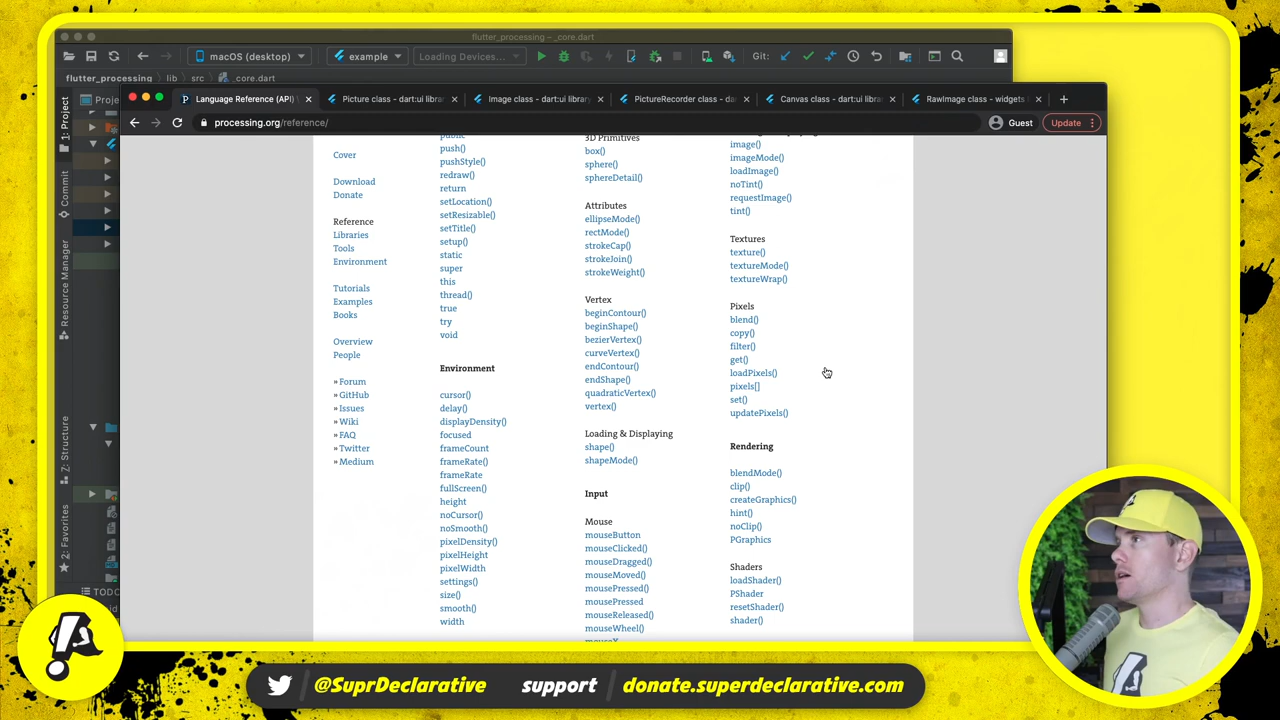 flutter_processing – _core.dart
macOS (desktop)
example
Loading Devices...
Git:
flutter_processing
lib
src
_core.dart
1: Project
Commit
Resource Manager
Z: Structure
2: Favorites
Proje
TODO
Language Reference (API) \
Picture class - dart:ui librar
Image class - dart:ui library
PictureRecorder class - dart:
Canvas class - dart:ui librar
RawImage class - widgets l
processing.org/reference/
Guest
Update
Cover
Download
Donate
Reference
Libraries
Tools
Environment
Tutorials
Examples
Books
Overview
People
» Forum
» GitHub
» Issues
» Wiki
» FAQ
» Twitter
» Medium
public
push()
pushStyle()
redraw()
return
setLocation()
setResizable()
setTitle()
setup()
static
super
this
thread()
true
try
void
Environment
cursor()
delay()
displayDensity()
focused
frameCount
frameRate()
frameRate
fullScreen()
height
noCursor()
noSmooth()
pixelDensity()
pixelHeight
pixelWidth
settings()
size()
smooth()
width
3D Primitives
box()
sphere()
sphereDetail()
Attributes
ellipseMode()
rectMode()
strokeCap()
strokeJoin()
strokeWeight()
Vertex
beginContour()
beginShape()
bezierVertex()
curveVertex()
endContour()
endShape()
quadraticVertex()
vertex()
Loading & Displaying
shape()
shapeMode()
Input
Mouse
mouseButton
mouseClicked()
mouseDragged()
mouseMoved()
mousePressed()
mousePressed
mouseReleased()
mouseWheel()
mouseX
image()
imageMode()
loadImage()
noTint()
requestImage()
tint()
Textures
texture()
textureMode()
textureWrap()
Pixels
blend()
copy()
filter()
get()
loadPixels()
pixels[]
set()
updatePixels()
Rendering
blendMode()
clip()
createGraphics()
hint()
noClip()
PGraphics
Shaders
loadShader()
PShader
resetShader()
shader()
@SuprDeclarative
support
donate.superdeclarative.com